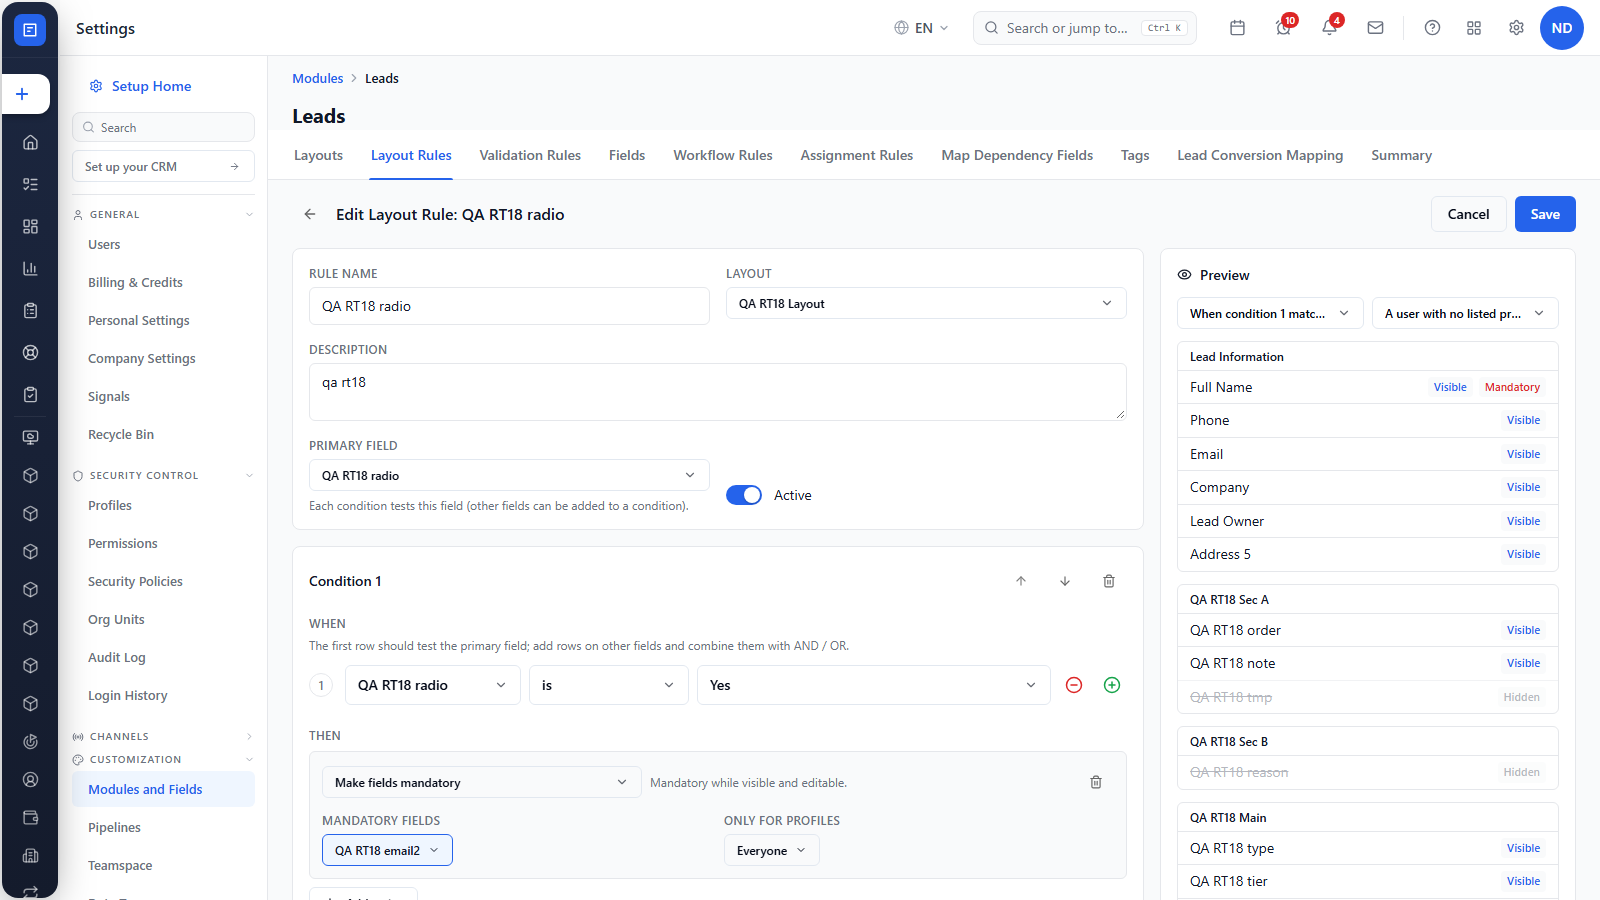 Settings
EN
Search or jump to...
Ctrl K
10
4
ND
Setup Home
Search
Set up your CRM
GENERAL
Users
Billing & Credits
Personal Settings
Company Settings
Signals
Recycle Bin
SECURITY CONTROL
Profiles
Permissions
Security Policies
Org Units
Audit Log
Login History
CHANNELS
CUSTOMIZATION
Modules and Fields
Pipelines
Teamspace
Modules > Leads
Leads
Layouts
Layout Rules
Validation Rules
Fields
Workflow Rules
Assignment Rules
Map Dependency Fields
Tags
Lead Conversion Mapping
Summary
Edit Layout Rule: QA RT18 radio
Cancel
Save
RULE NAME
QA RT18 radio
LAYOUT
QA RT18 Layout
DESCRIPTION
qa rt18
PRIMARY FIELD
QA RT18 radio
Each condition tests this field (other fields can be added to a condition).
Active
Condition 1
WHEN
The first row should test the primary field; add rows on other fields and combine them with AND / OR.
1
QA RT18 radio
is
Yes
THEN
Make fields mandatory
Mandatory while visible and editable.
MANDATORY FIELDS
QA RT18 email2
ONLY FOR PROFILES
Everyone
Preview
When condition 1 matc...
A user with no listed pr...
Lead Information
Full Name Visible Mandatory
Phone Visible
Email Visible
Company Visible
Lead Owner Visible
Address 5 Visible
QA RT18 Sec A
QA RT18 order Visible
QA RT18 note Visible
QA RT18 tmp Hidden
QA RT18 Sec B
QA RT18 reason Hidden
QA RT18 Main
QA RT18 type Visible
QA RT18 tier Visible